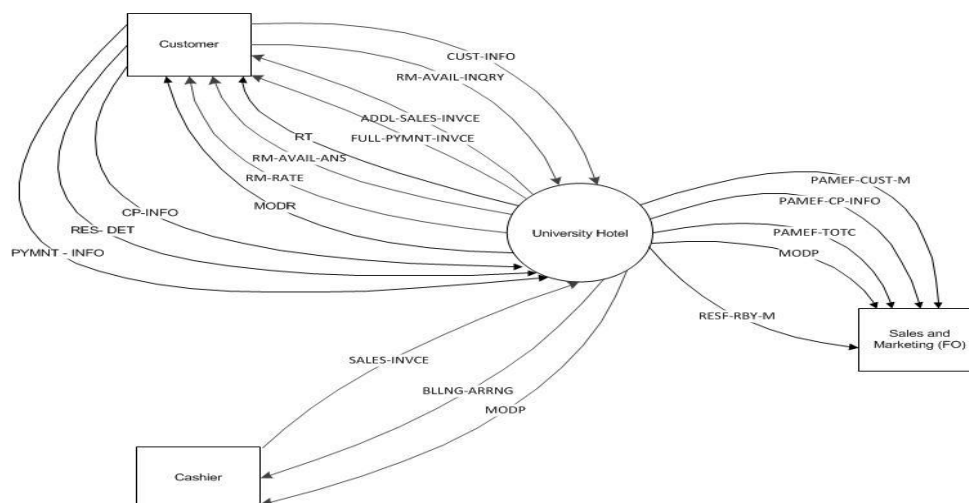 Customer
CUST-INFO
RM-AVAIL-INQRY
ADDL-SALES-INVCE
RT
FULL-PYMNT-INVCE
RM-AVAIL-ANS
RM-RATE
MODR
CP-INFO
RES- DET
PYMNT - INFO
University Hotel
PAMEF-CUST-M
PAMEF-CP-INFO
PAMEF-TOTC
MODP
RESF-RBY-M
Sales and
Marketing (FO)
SALES-INVCE
BLLNG-ARRNG
MODP
Cashier